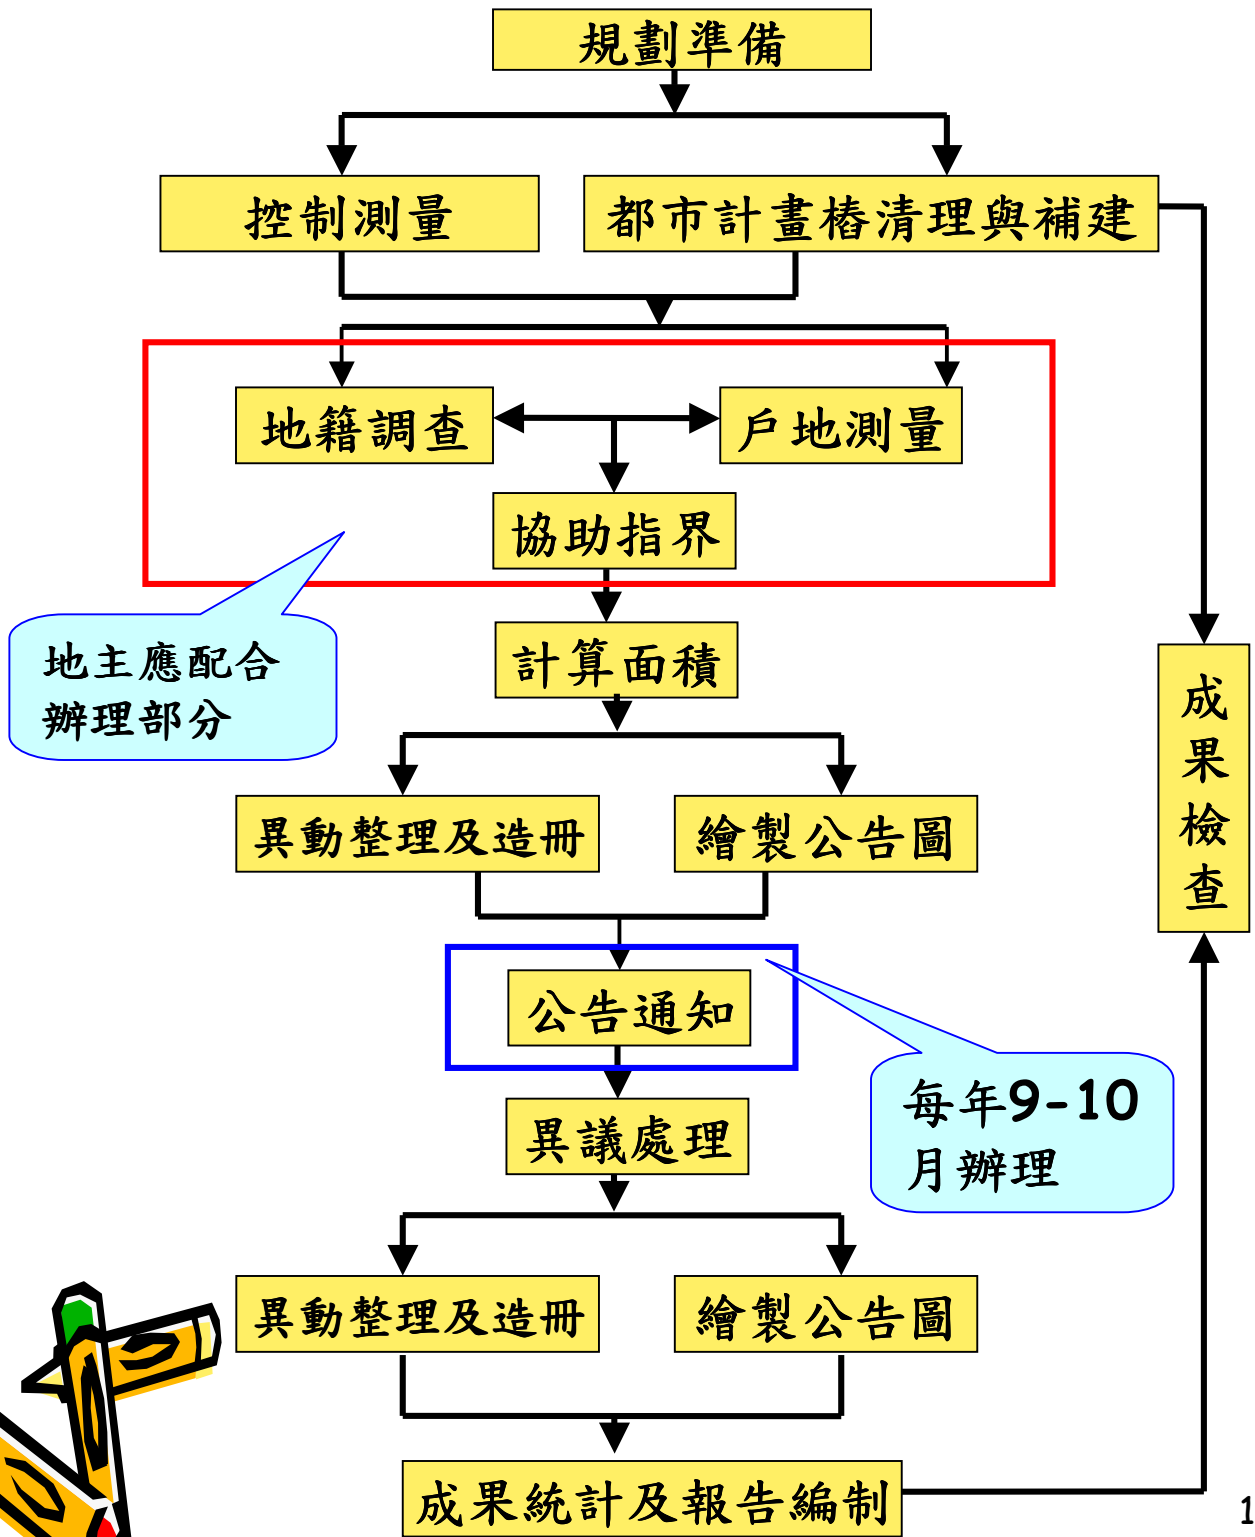 規劃準備
控制測量
都市計畫樁清理與補建
地籍調查
戶地測量
協助指界
地主應配合
辦理部分
計算面積
成果檢查
異動整理及造冊
繪製公告圖
公告通知
每年9-10
月辦理
異議處理
異動整理及造冊
繪製公告圖
成果統計及報告編制
1